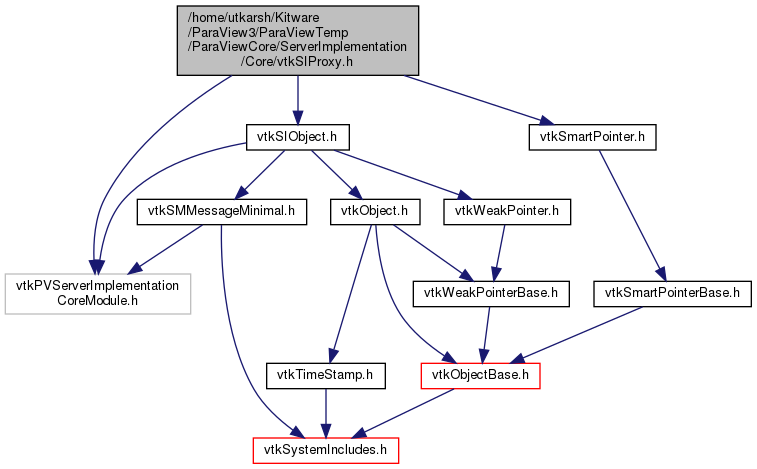 /home/utkarsh/Kitware
/ParaView3/ParaViewTemp
/ParaViewCore/ServerImplementation
/Core/vtkSIProxy.h
vtkSIObject.h
vtkSmartPointer.h
vtkSMMessageMinimal.h
vtkObject.h
vtkWeakPointer.h
vtkPVServerImplementation
CoreModule.h
vtkWeakPointerBase.h
vtkSmartPointerBase.h
vtkTimeStamp.h
vtkObjectBase.h
vtkSystemIncludes.h